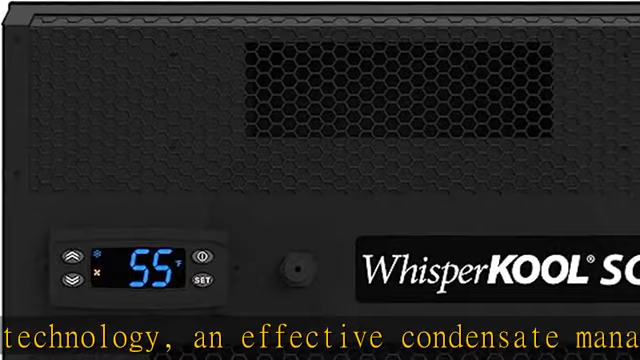 55 °F
SET
WhisperKOOL® SC
technology, an effective condensate mana